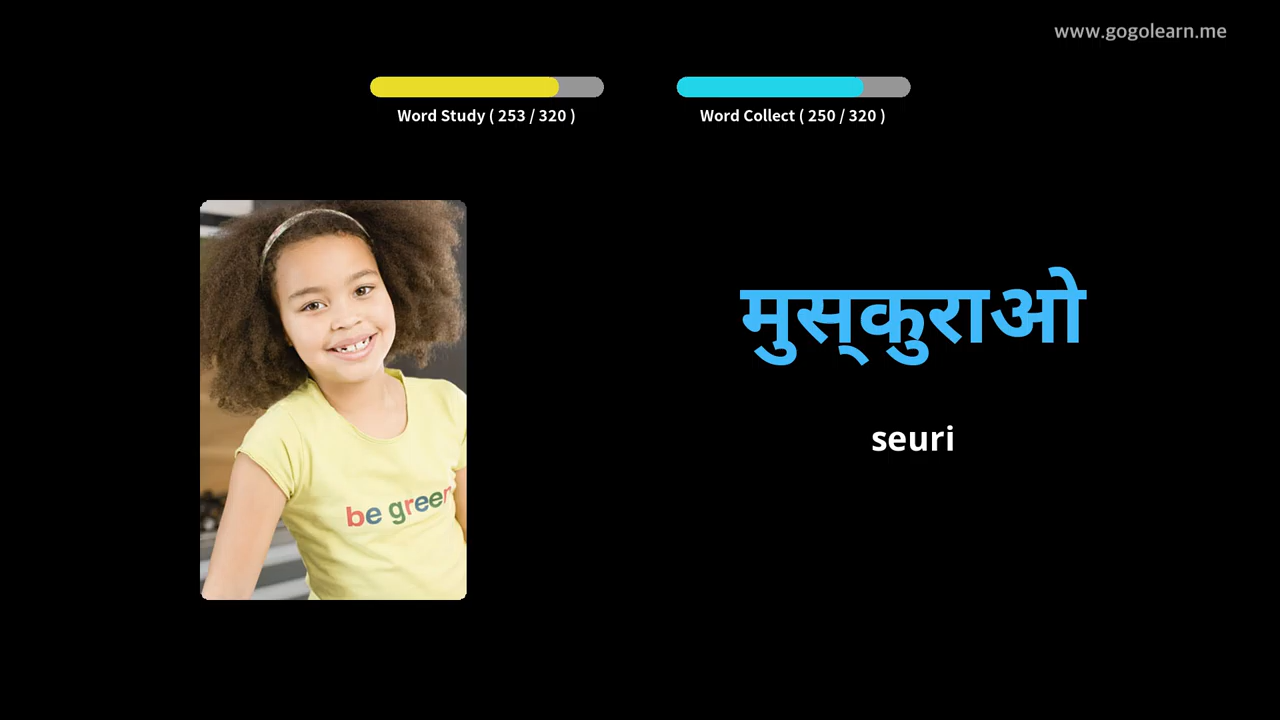 www.gogolearn.me
Word Study ( 253 / 320 )
Word Collect ( 250 / 320 )
मुस्‌कुराओ
seuri
be green